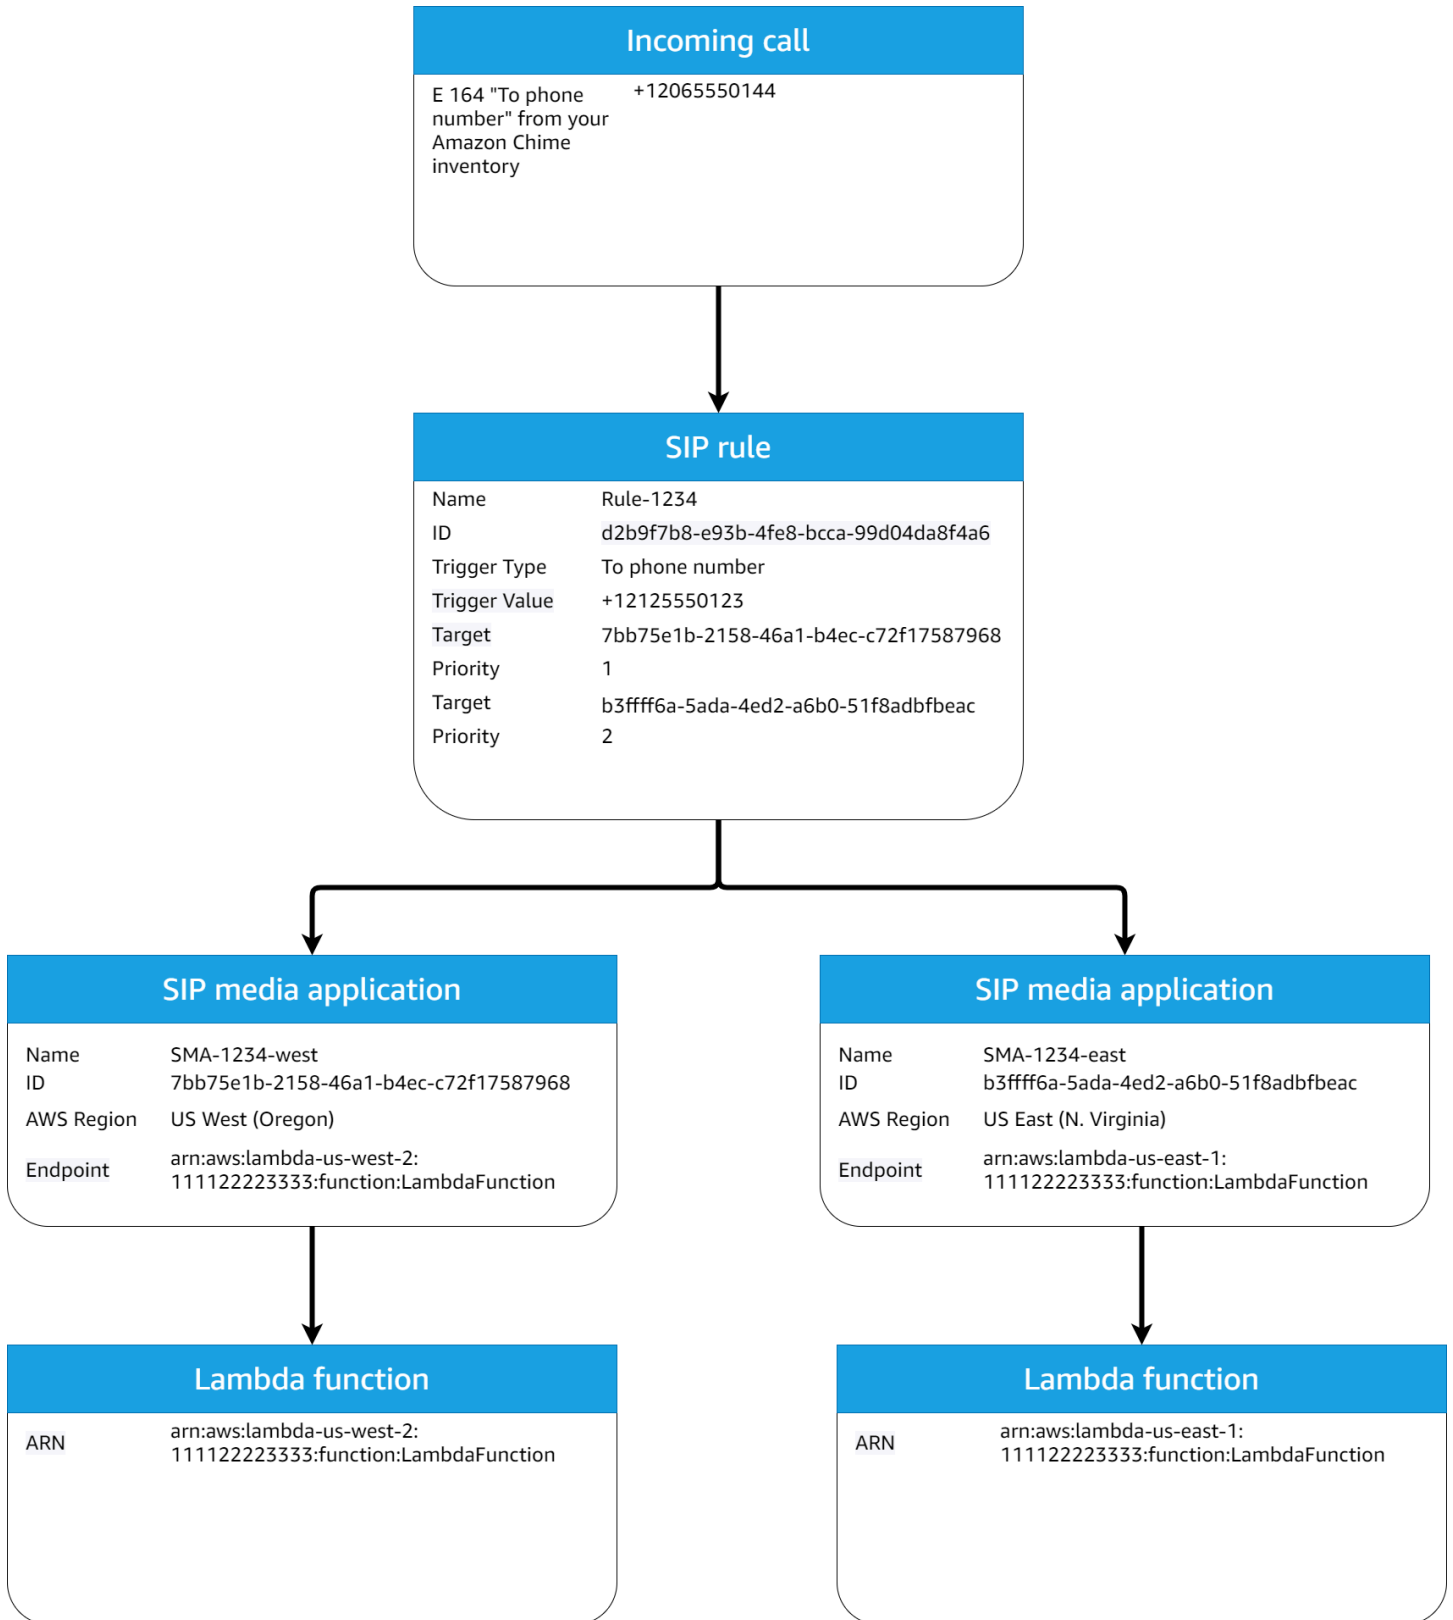 Incoming call
E 164 "To phone
number" from your
Amazon Chime
inventory
+12065550144
SIP rule
Name Rule-1234
ID d2b9f7b8-e93b-4fe8-bcca-99d04da8f4a6
Trigger Type To phone number
Trigger Value +12125550123
Target 7bb75e1b-2158-46a1-b4ec-c72f17587968
Priority 1
Target b3ffff6a-5ada-4ed2-a6b0-51f8adbfbeac
Priority 2
SIP media application
Name SMA-1234-west
ID 7bb75e1b-2158-46a1-b4ec-c72f17587968
AWS Region US West (Oregon)
Endpoint arn:aws:lambda-us-west-2:
111122223333:function:LambdaFunction
SIP media application
Name SMA-1234-east
ID b3ffff6a-5ada-4ed2-a6b0-51f8adbfbeac
AWS Region US East (N. Virginia)
Endpoint arn:aws:lambda-us-east-1:
111122223333:function:LambdaFunction
Lambda function
ARN arn:aws:lambda-us-west-2:
111122223333:function:LambdaFunction
Lambda function
ARN arn:aws:lambda-us-east-1:
111122223333:function:LambdaFunction